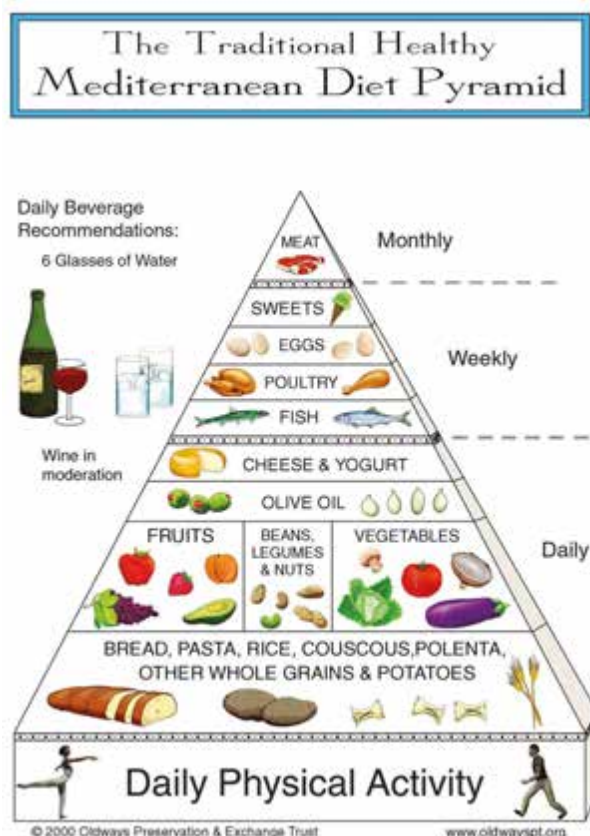 The Traditional Healthy
Mediterranean Diet Pyramid
Daily Beverage
Recommendations:
6 Glasses of Water
Wine in
moderation
MEAT
Monthly
SWEETS
EGGS
POULTRY
FISH
Weekly
CHEESE & YOGURT
OLIVE OIL
FRUITS
BEANS,
LEGUMES
& NUTS
VEGETABLES
Daily
BREAD, PASTA, RICE, COUSCOUS,POLENTA,
OTHER WHOLE GRAINS & POTATOES
Daily Physical Activity
© 2000 Oldways Preservation & Exchange Trust
www.oldwayspt.org